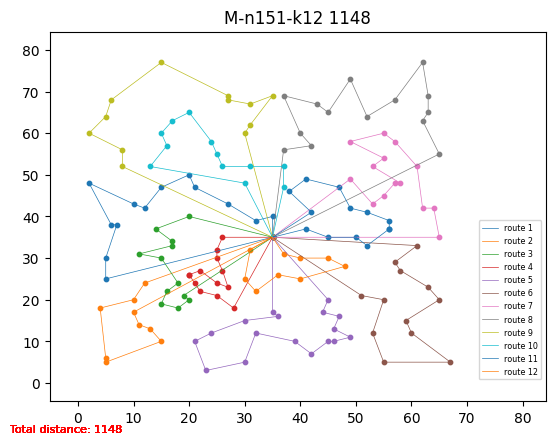 M-n151-k12 1148
80
70
60
50
40
30
20
10
0
0 10 20 30 40 50 60 70 80
route 1
route 2
route 3
route 4
route 5
route 6
route 7
route 8
route 9
route 10
route 11
route 12
Total distance: 1148